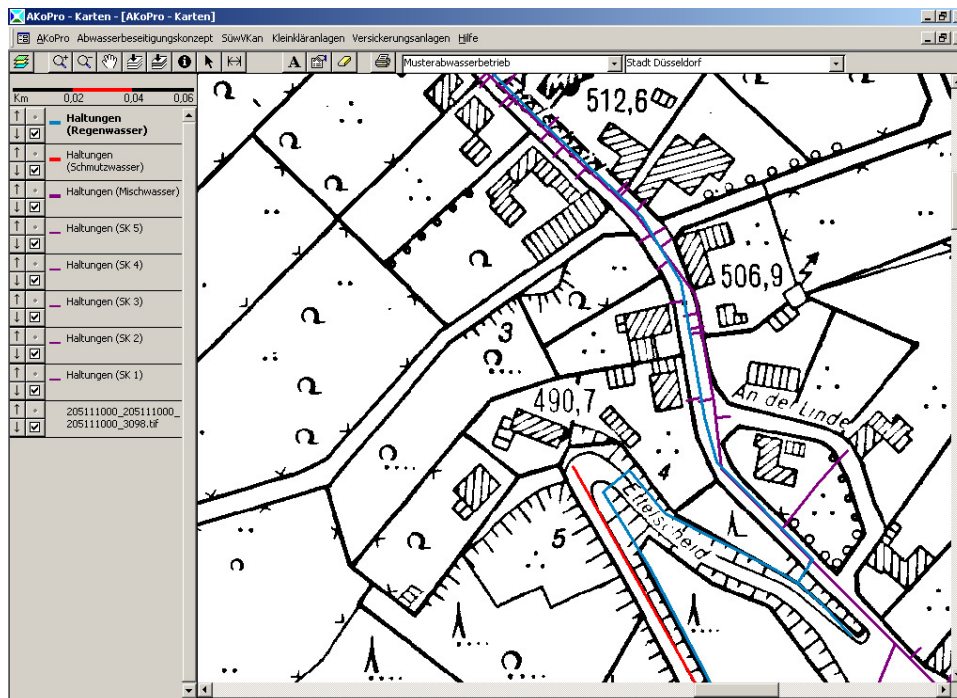 AKoPro - Karten - [AKoPro - Karten]
AKoPro Abwasserbeseitigungskonzept SüwVKan Kleinkläranlagen Versickerungsanlagen Hilfe
A Musterabwasserbetrieb Stadt Düsseldorf
Km 0,02 0,04 0,06
Haltungen
(Regenwasser)
Haltungen
(Schmutzwasser)
Haltungen (Mischwasser)
Haltungen (SK 5)
Haltungen (SK 4)
Haltungen (SK 3)
Haltungen (SK 2)
Haltungen (SK 1)
205111000_205111000_
205111000_3098.tif
512,6
506,9
3
490,7
An der Linde
4
Ettelscheid
5